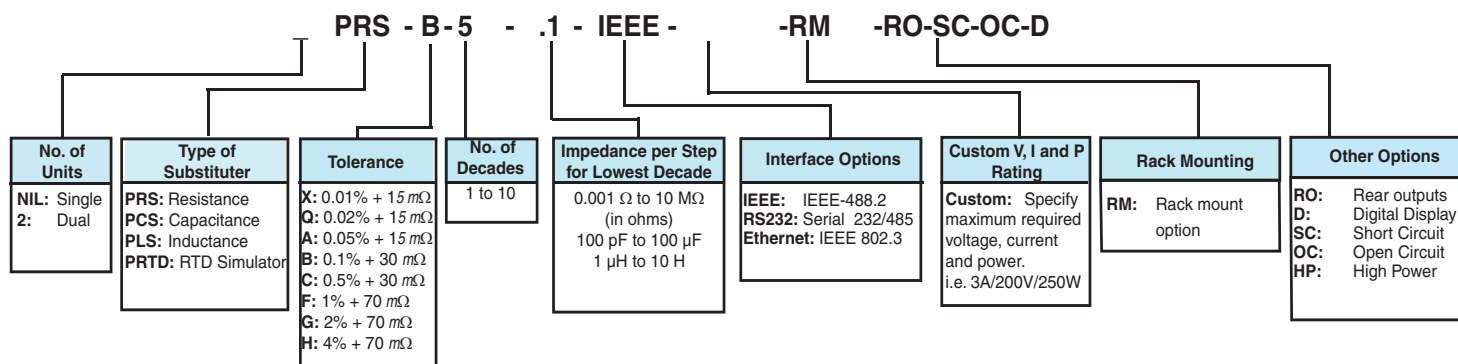 _ PRS - B - 5 - .1 - IEEE - -RM -RO-SC-OC-D
No. of
Units
NIL: Single
2: Dual
Type of
Substituter
PRS: Resistance
PCS: Capacitance
PLS: Inductance
PRTD: RTD Simulator
Tolerance
X: 0.01% + 15 mΩ
Q: 0.02% + 15 mΩ
A: 0.05% + 15 mΩ
B: 0.1% + 30 mΩ
C: 0.5% + 30 mΩ
F: 1% + 70 mΩ
G: 2% + 70 mΩ
H: 4% + 70 mΩ
No. of
Decades
1 to 10
Impedance per Step
for Lowest Decade
0.001 Ω to 10 MΩ
(in ohms)
100 pF to 100 µF
1 µH to 10 H
Interface Options
IEEE: IEEE-488.2
RS232: Serial 232/485
Ethernet: IEEE 802.3
Custom V, I and P
Rating
Custom: Specify
maximum required
voltage, current
and power.
i.e. 3A/200V/250W
Rack Mounting
RM: Rack mount
option
Other Options
RO: Rear outputs
D: Digital Display
SC: Short Circuit
OC: Open Circuit
HP: High Power